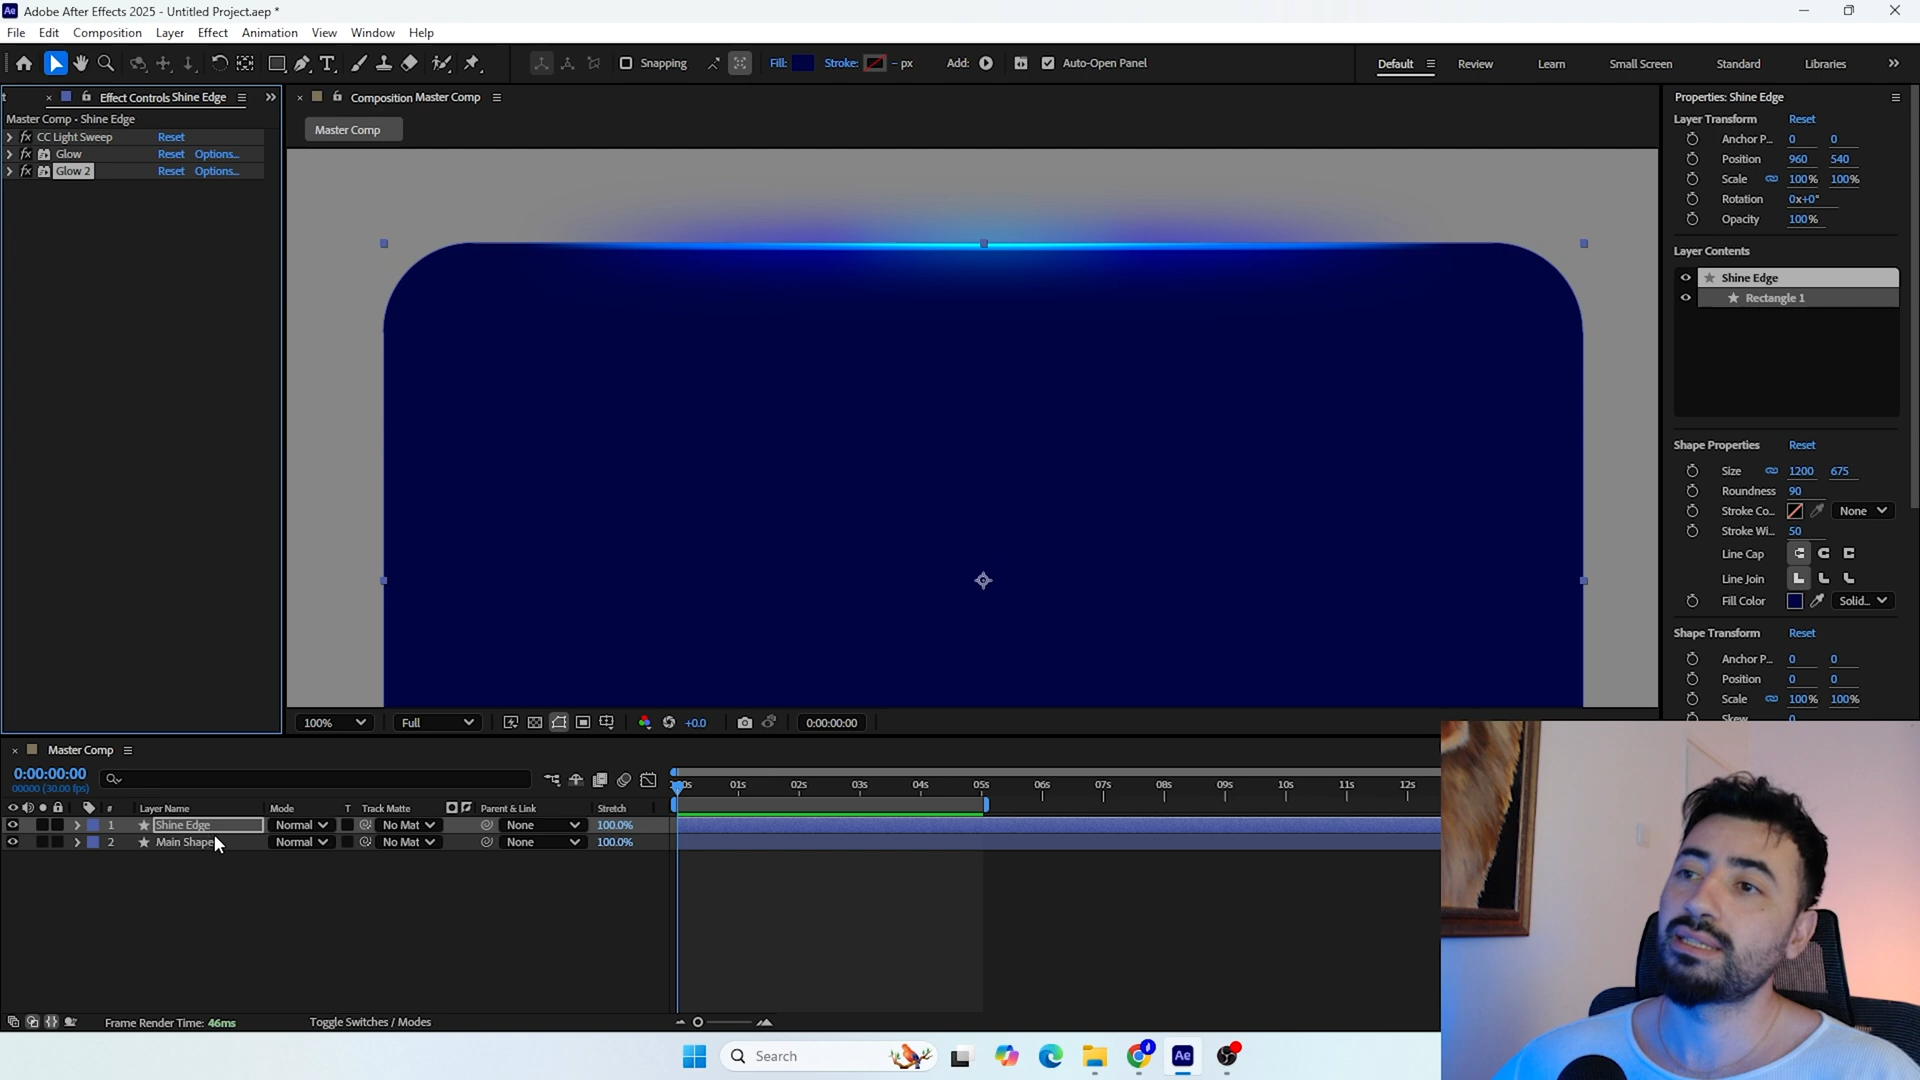 Adobe After Effects 2025 - Untitled Project.aep *
File Edit Composition Layer Effect Animation View Window Help
Snapping Fill: Stroke: - px Add: Auto-Open Panel Default Review Learn Small Screen Standard Libraries
Effect Controls Shine Edge
Master Comp - Shine Edge
fx CC Light Sweep Reset
fx Glow Reset Options...
fx Glow 2 Reset Options...
Composition Master Comp
Master Comp
100% Full +0.0 0:00:00:00
Properties: Shine Edge
Layer Transform Reset
Anchor P... 0 0
Position 960 540
Scale 100% 100%
Rotation 0x+0°
Opacity 100%
Layer Contents
Shine Edge
Rectangle 1
Shape Properties Reset
Size 1200 675
Roundness 90
Stroke Co... None
Stroke Wi... 50
Line Cap
Line Join
Fill Color Solid...
Shape Transform Reset
Anchor P... 0 0
Position 0 0
Scale 100% 100%
Skew 0
Master Comp
0:00:00:00
00000 (30.00 fps)
01s 02s 03s 04s 05s 06s 07s 08s 09s 10s 11s 12s
# Layer Name Mode T Track Matte Parent & Link Stretch
1 Shine Edge Normal No Mat None 100.0%
2 Main Shape Normal No Mat None 100.0%
Frame Render Time: 46ms Toggle Switches / Modes
Search
Ae